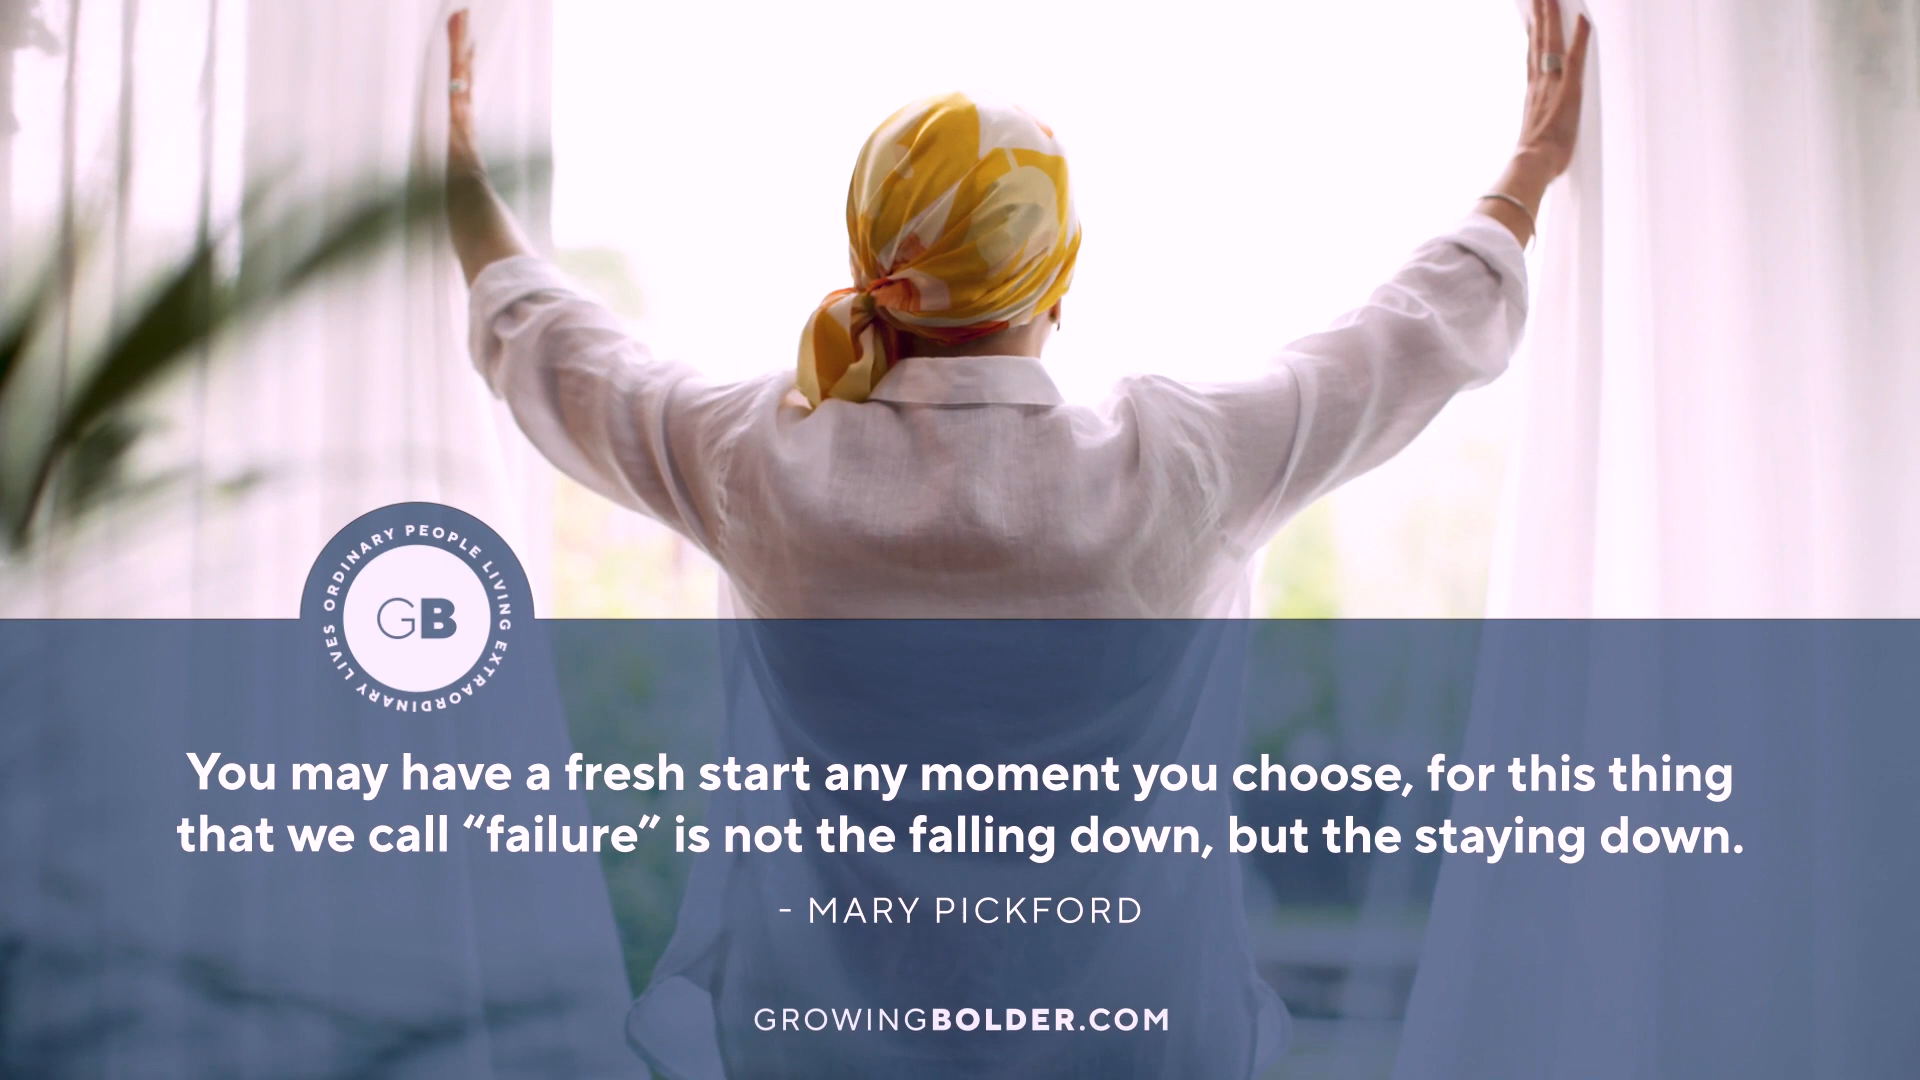 ORDINARY PEOPLE LIVING EXTRAORDINARY LIVES
GB
You may have a fresh start any moment you choose, for this thing
that we call “failure” is not the falling down, but the staying down.
- MARY PICKFORD
GROWINGBOLDER.COM